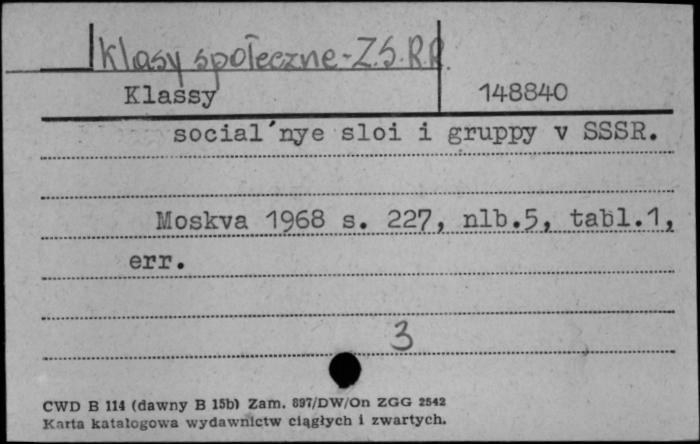 Klasy społeczne - Z.S.R.R.
Klassy 148840
social'nye sloi i gruppy v SSSR.
Moskva 1968 s. 227, nlb.5, tabl.1,
err.
3
CWD B 114 (dawny B 15b) Zam. 897/DW/On ZGG 2542
Karta katalogowa wydawnictw ciągłych i zwartych.